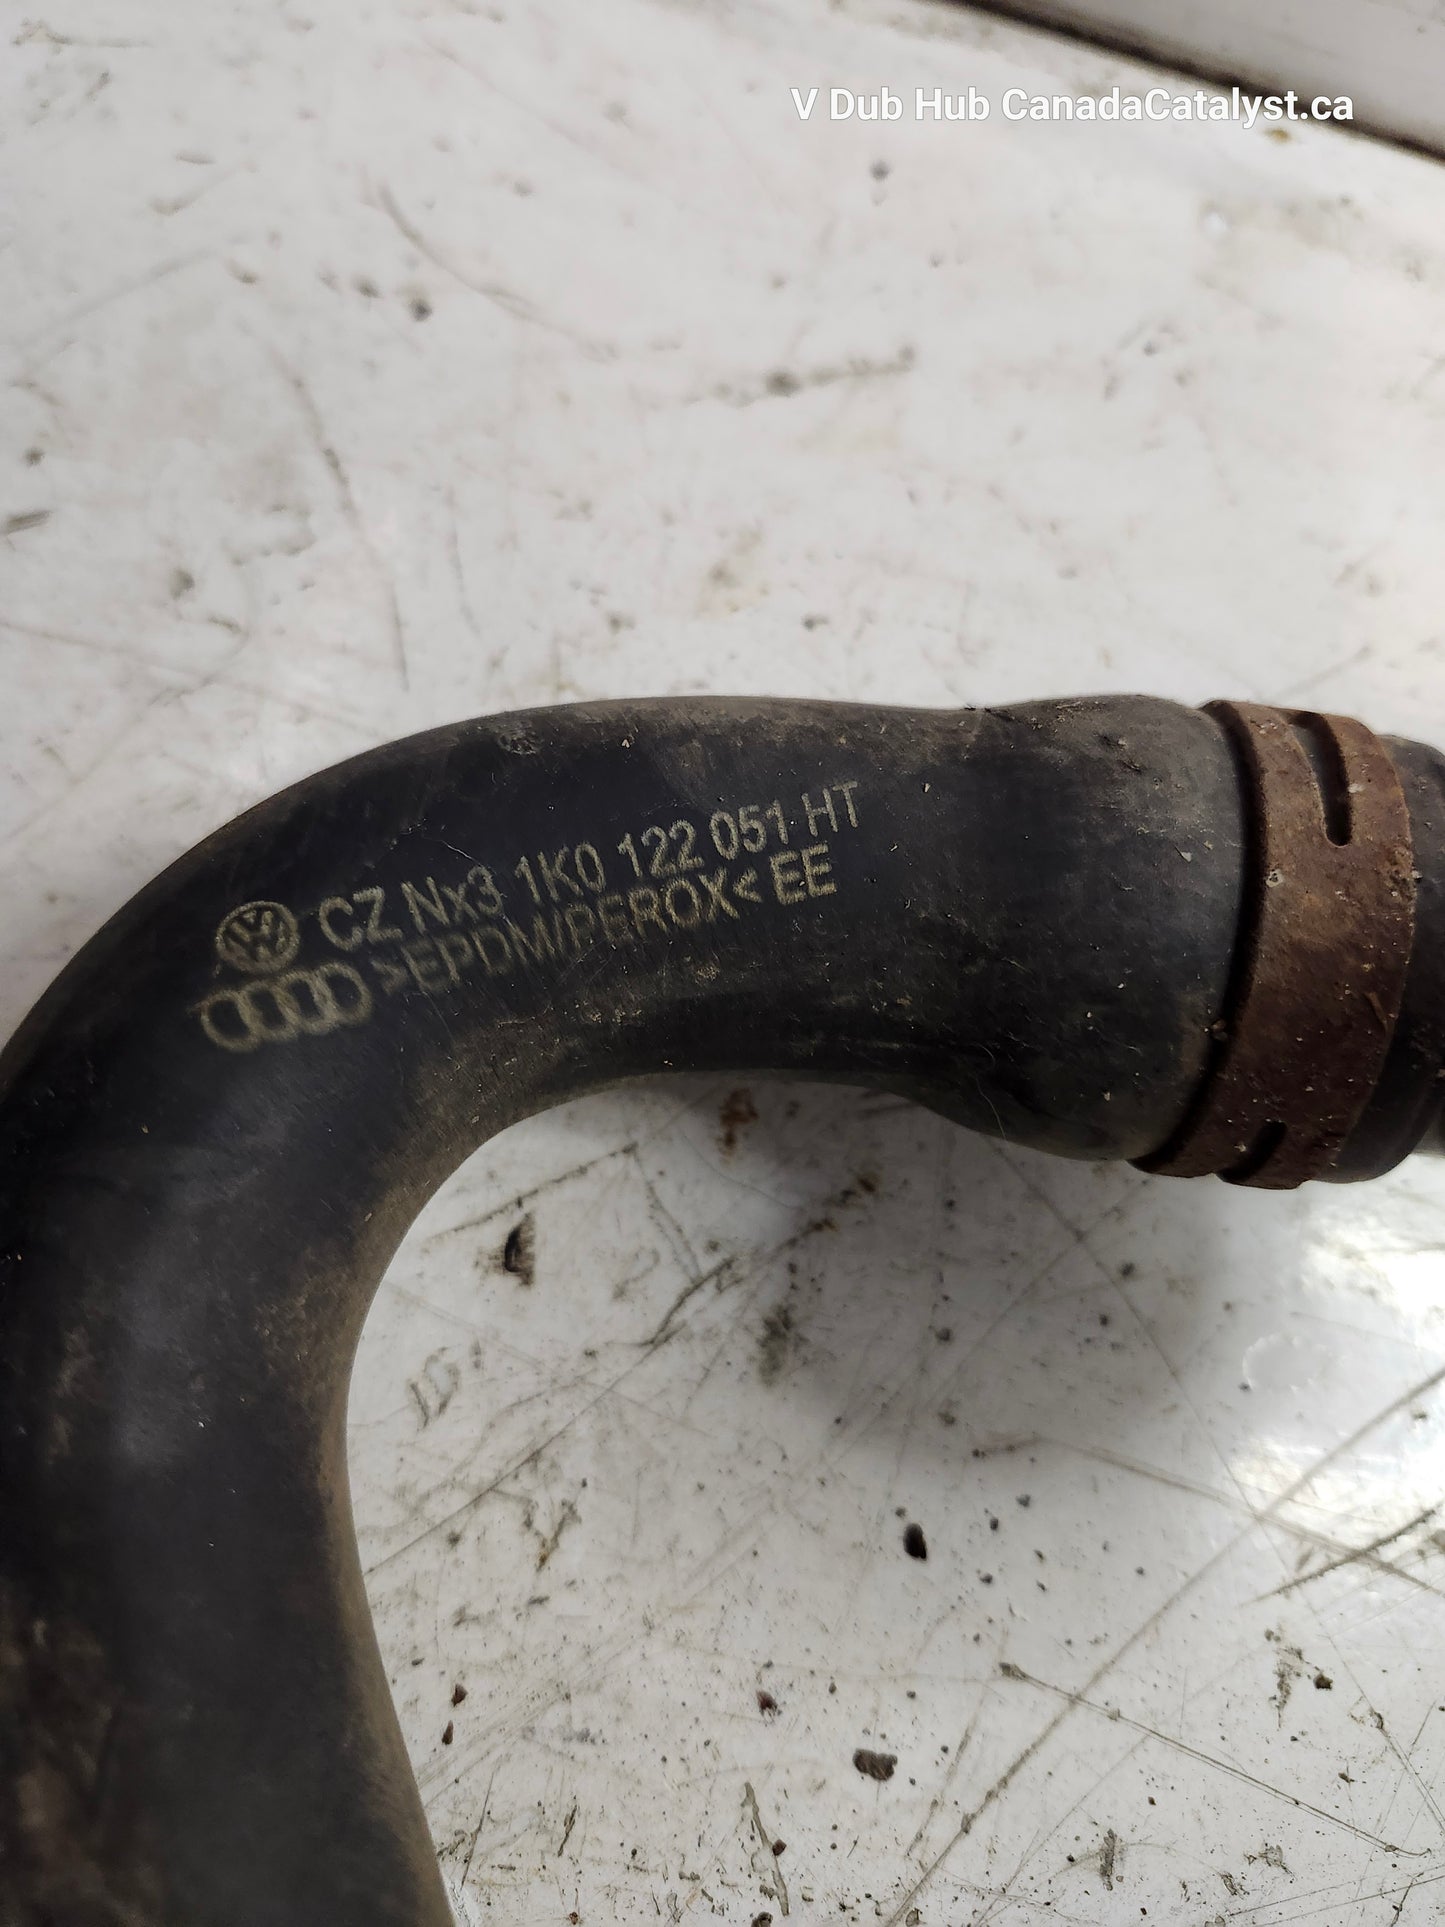 V Dub Hub CanadaCatalyst.ca
CZ Nx3 1K0 122 051 HT
>EPDM/PEROX< EE